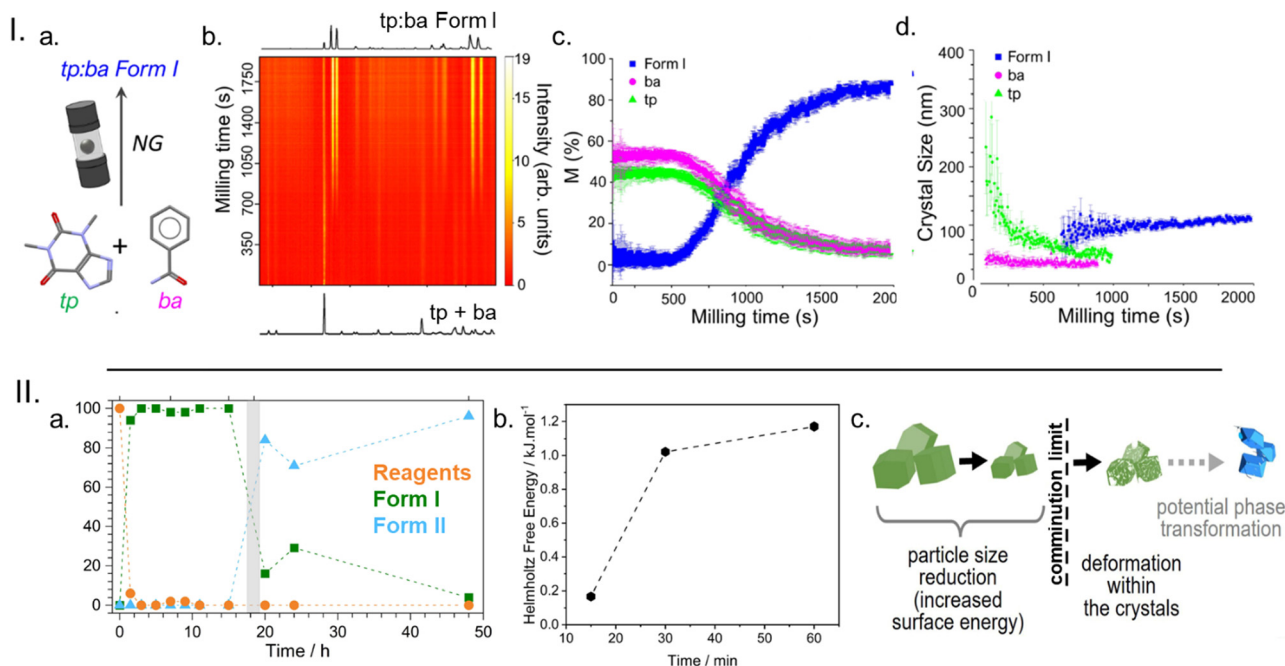 I.
a.
tp:ba Form I
NG
tp
+
ba
b.
tp:ba Form I
Milling time (s)
1750
1400
1050
700
350
19
15
10
5
0
Intensity (arb. units)
tp + ba
c.
Form I
ba
tp
M (%)
100
80
60
40
20
0
0
500
1000
1500
2000
Milling time (s)
d.
Form I
ba
tp
Crystal Size (nm)
400
300
200
100
0
0
500
1000
1500
2000
Milling time (s)
II.
a.
100
80
60
40
20
0
Reagents
Form I
Form II
0
10
20
30
40
50
Time / h
b.
Helmholtz Free Energy / kJ.mol⁻¹
1.4
1.2
1.0
0.8
0.6
0.4
0.2
0.0
10
20
30
40
50
60
Time / min
c.
comminution limit
particle size
reduction
(increased
surface energy)
deformation
within
the crystals
potential phase
transformation